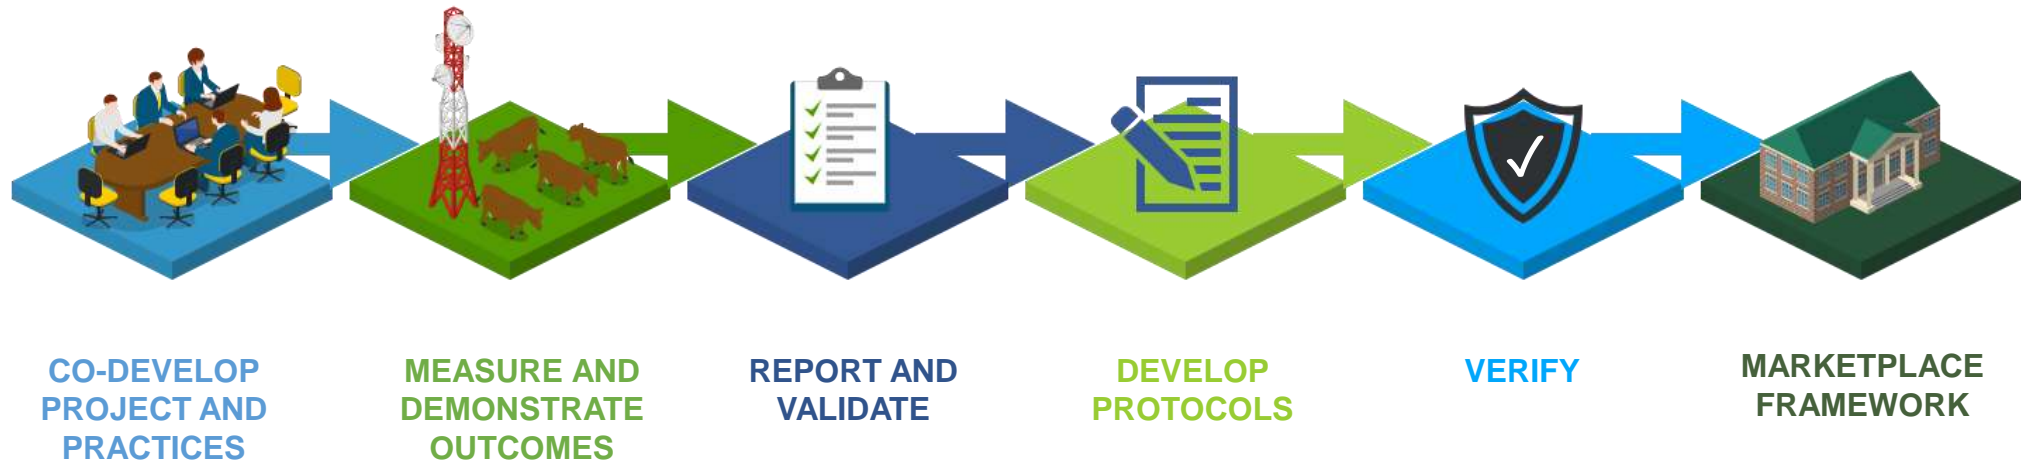 CO-DEVELOP
PROJECT AND
PRACTICES
MEASURE AND
DEMONSTRATE
OUTCOMES
REPORT AND
VALIDATE
DEVELOP
PROTOCOLS
VERIFY
MARKETPLACE
FRAMEWORK